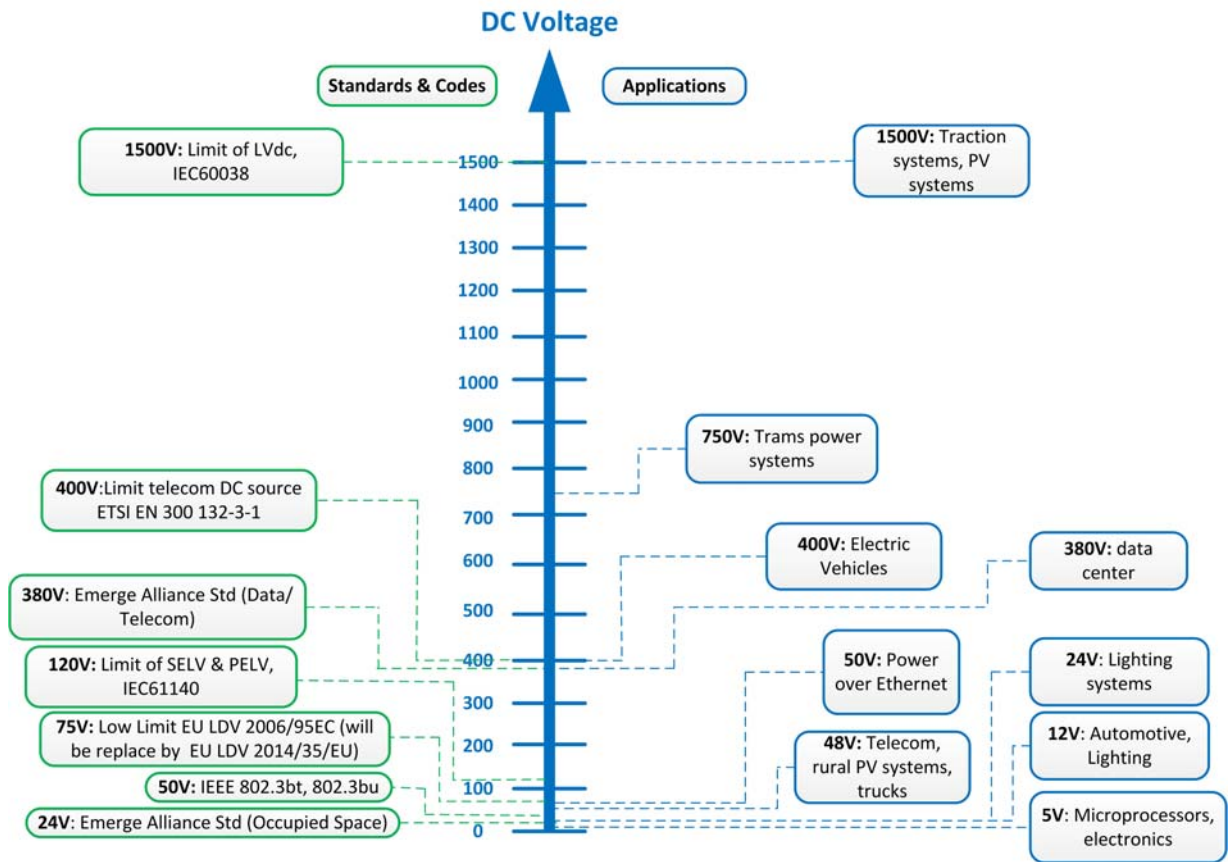 DC Voltage
Standards & Codes
Applications
1500V: Limit of LVdc,
IEC60038
1500V: Traction
systems, PV
systems
1500
1400
1300
1200
1100
1000
900
800
700
600
500
400
300
200
100
0
750V: Trams power
systems
400V:Limit telecom DC source
ETSI EN 300 132-3-1
400V: Electric
Vehicles
380V: data
center
380V: Emerge Alliance Std (Data/
Telecom)
120V: Limit of SELV & PELV,
IEC61140
50V: Power
over Ethernet
24V: Lighting
systems
75V: Low Limit EU LDV 2006/95EC (will
be replace by EU LDV 2014/35/EU)
48V: Telecom,
rural PV systems,
trucks
12V: Automotive,
Lighting
50V: IEEE 802.3bt, 802.3bu
24V: Emerge Alliance Std (Occupied Space)
5V: Microprocessors,
electronics